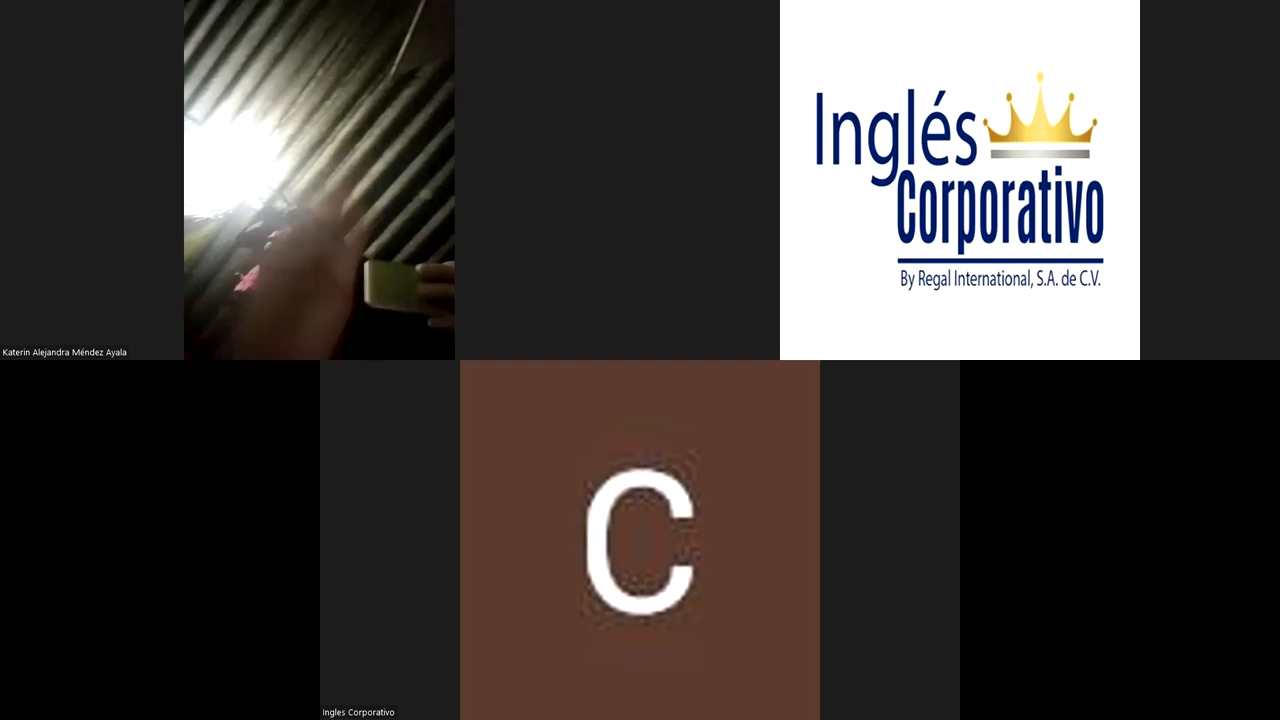 Katerin Alejandra Méndez Ayala
Inglés
Corporativo
By Regal International, S.A. de C.V.
C
Ingles Corporativo